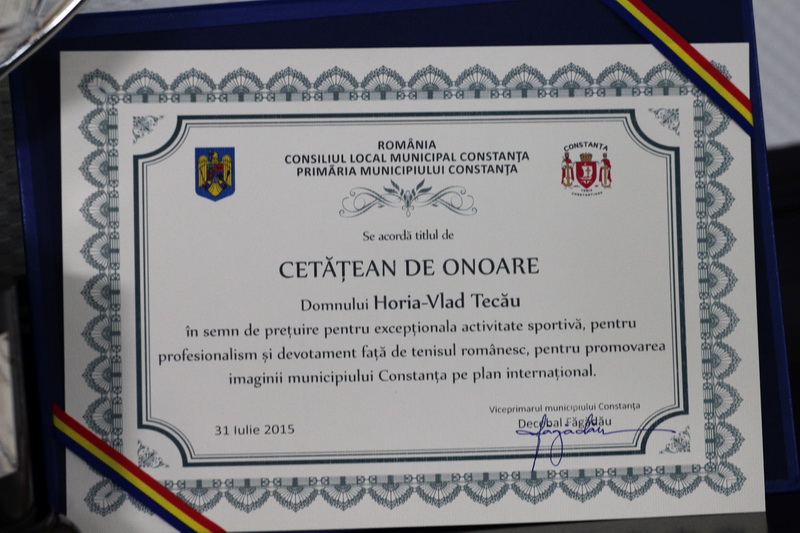 ROMÂNIA
CONSILIUL LOCAL MUNICIPAL CONSTANȚA
PRIMĂRIA MUNICIPIULUI CONSTANȚA
CONSTANȚA
Se acordă titlul de
CETĂȚEAN DE ONOARE
Domnului Horia-Vlad Tecău
în semn de prețuire pentru excepționala activitate sportivă, pentru
profesionalism și devotament față de tenisul românesc, pentru promovarea
imaginii municipiului Constanța pe plan internațional.
31 Iulie 2015
Viceprimarul municipiului Constanța
Decebal Făgădău